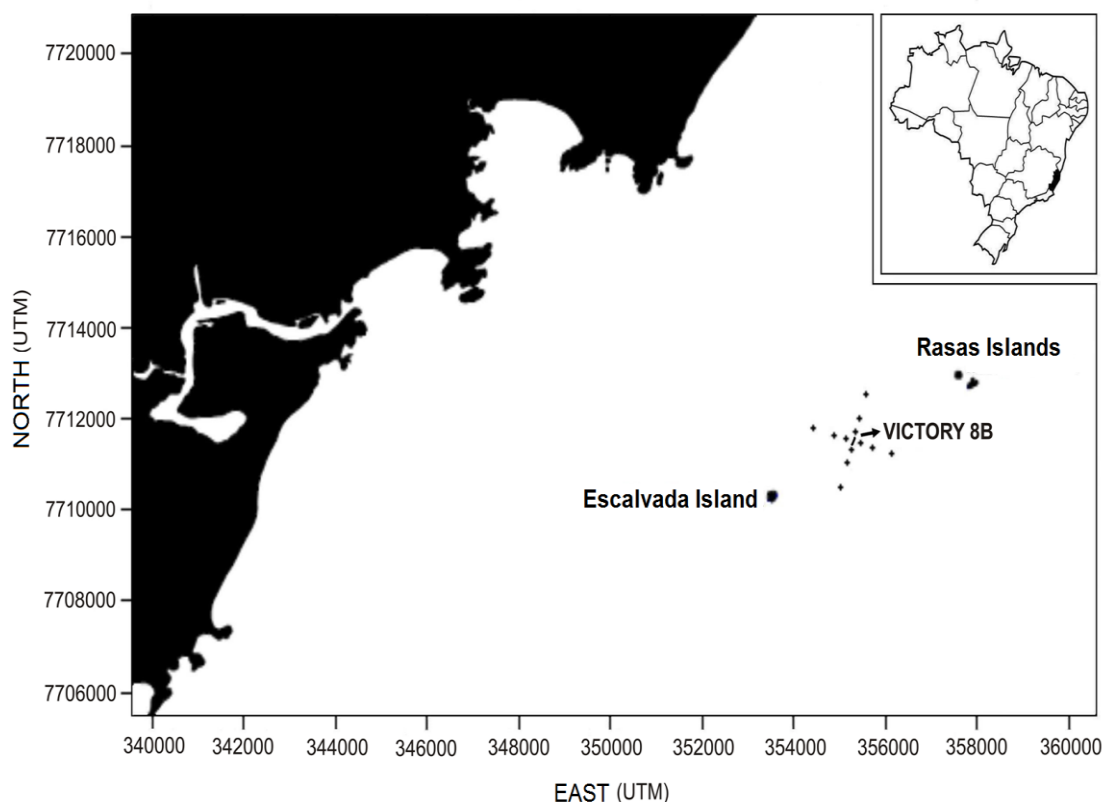 7720000
7718000
7716000
7714000
7712000
7710000
7708000
7706000
NORTH (UTM)
Rasas Islands
VICTORY 8B
Escalvada Island
340000 342000 344000 346000 348000 350000 352000 354000 356000 358000 360000
EAST (UTM)